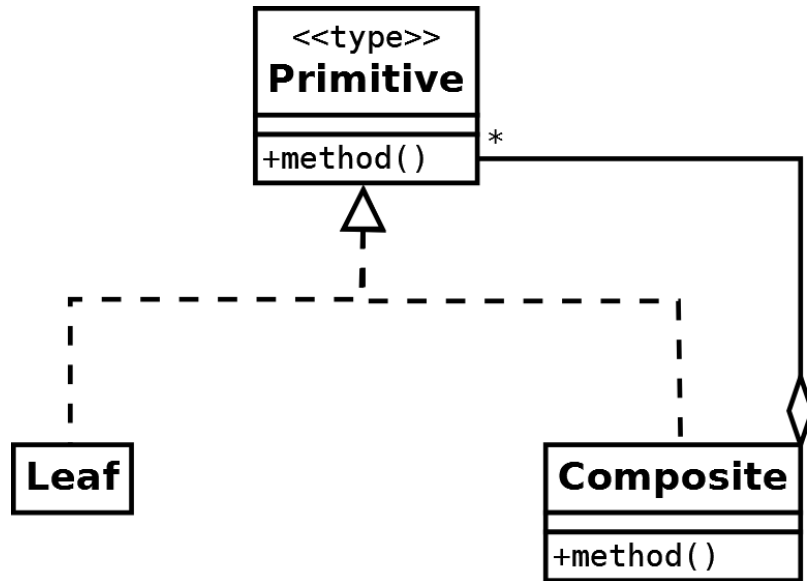 <<type>>
Primitive
*
+method()
Leaf
Composite
+method()